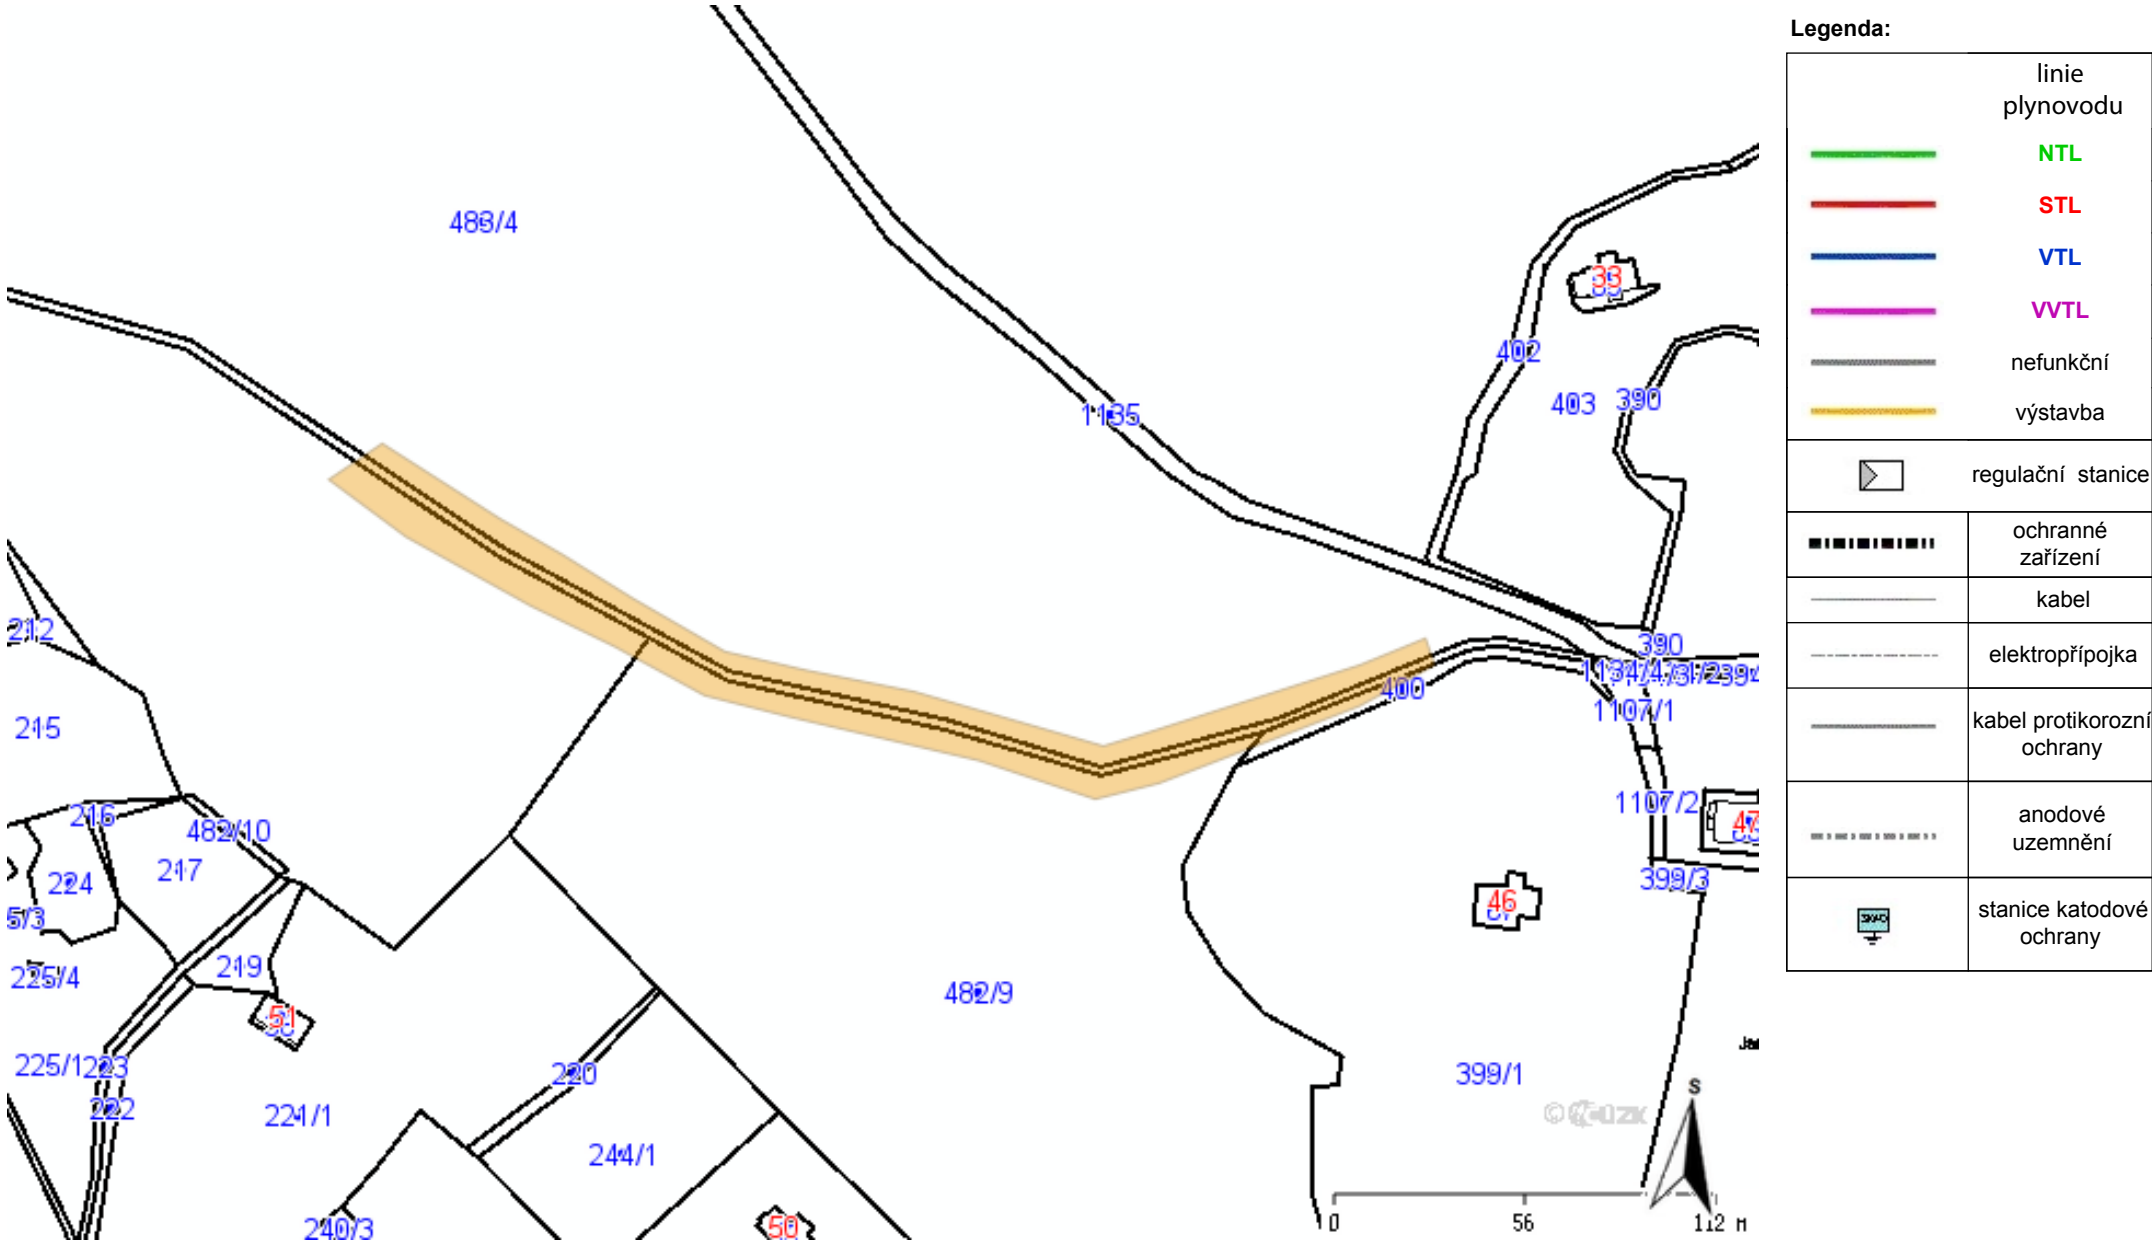 Legenda:
linie
plynovodu
NTL
STL
VTL
VVTL
nefunkční
výstavba
regulační stanice
ochranné
zařízení
kabel
elektropřípojka
kabel protikorozní
ochrany
anodové
uzemnění
stanice katodové
ochrany
483/4
33
402
403
390
1135
212
390
400
1107/1
215
216
482/10
217
224
1107/2
47
399/3
46
5/3
225/4
219
51
482/9
225/1
223
220
399/1
222
221/1
244/1
240/3
50
S
0
56
112 M